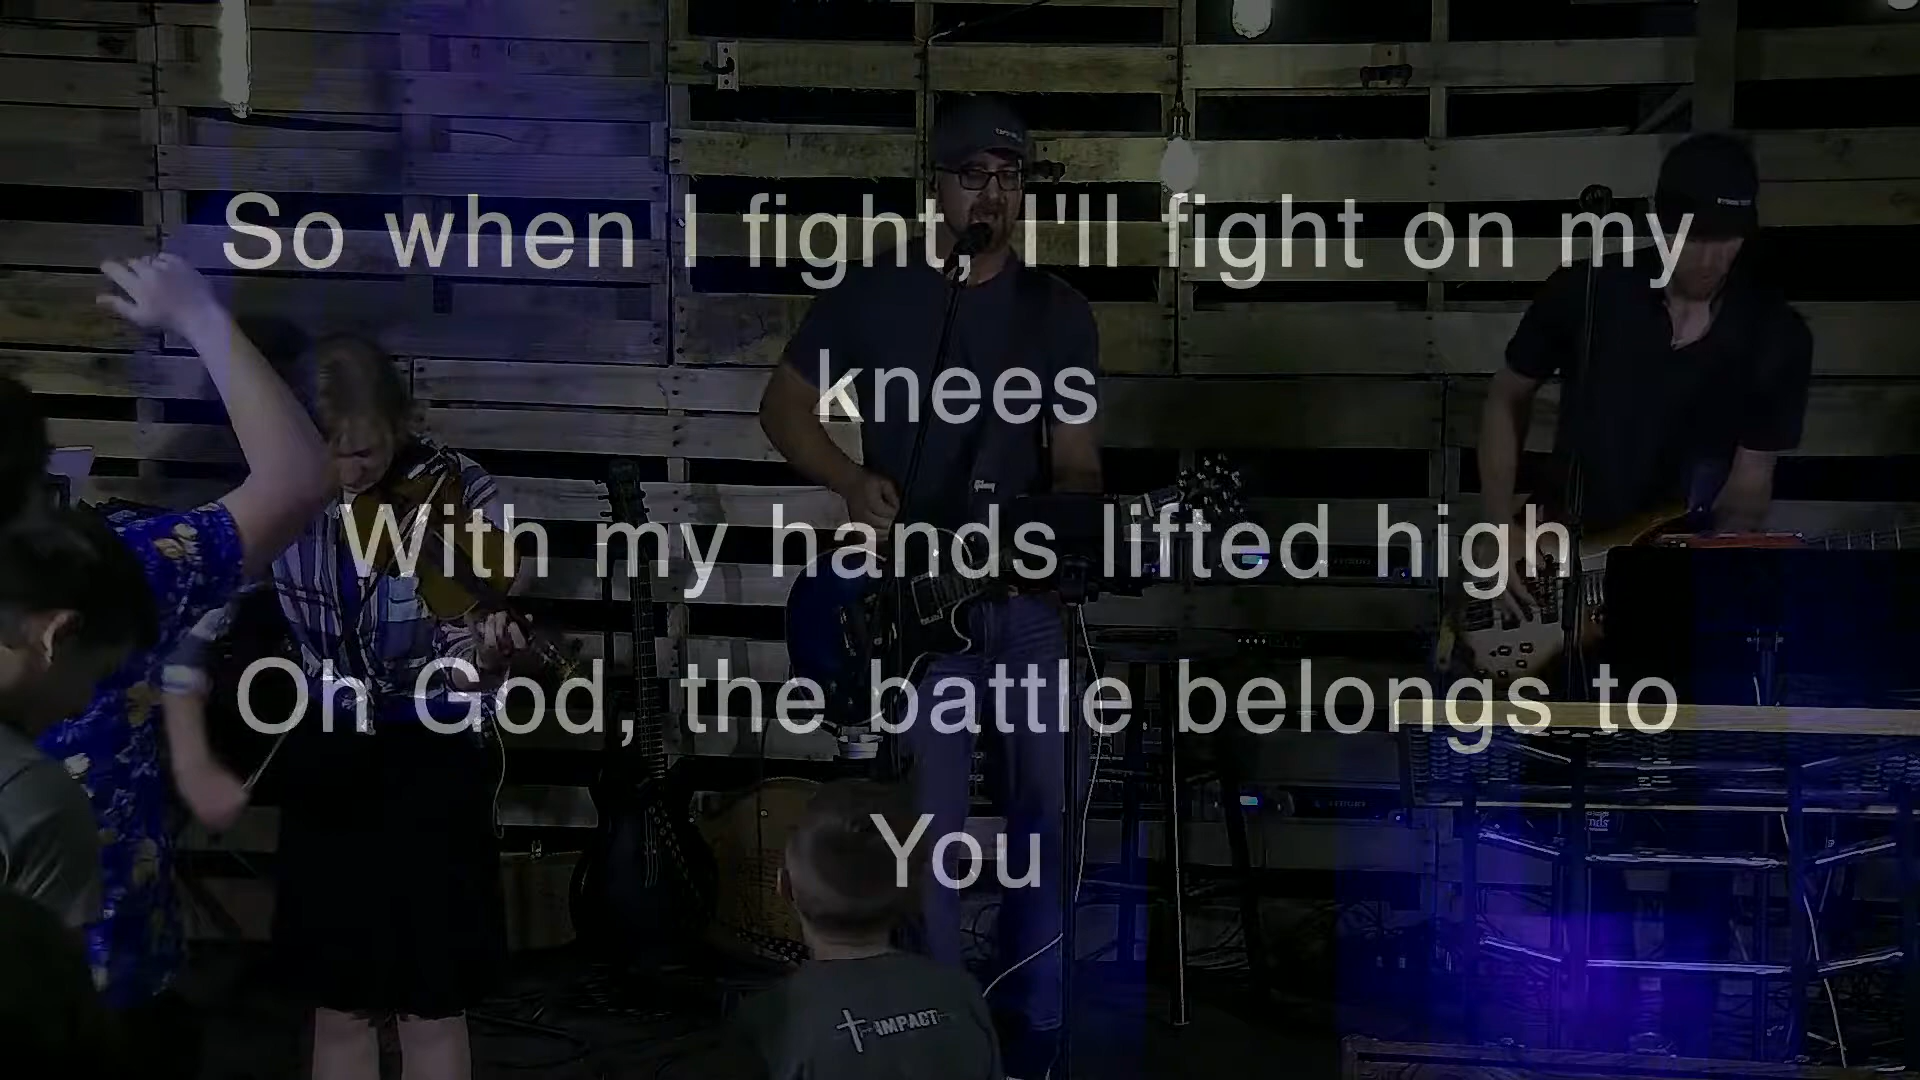 So when I fight, I'll fight on my
knees
With my hands lifted high
Oh God, the battle belongs to
You
IMPACT